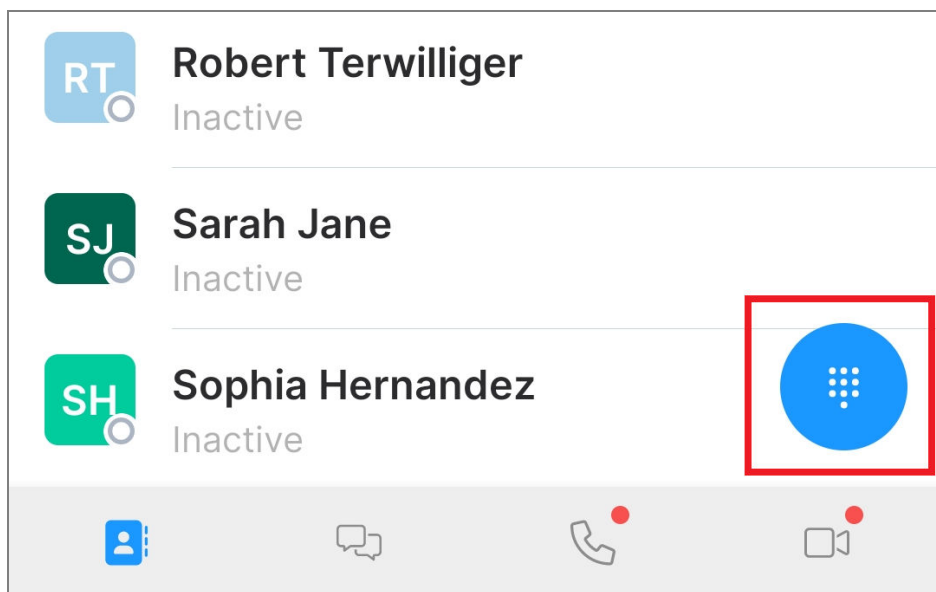 RT
Robert Terwilliger
Inactive
SJ
Sarah Jane
Inactive
SH
Sophia Hernandez
Inactive